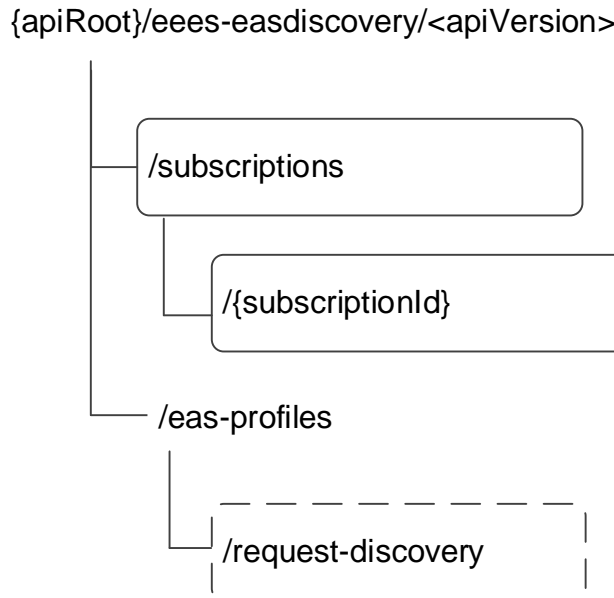 {apiRoot}/eees-easdiscovery/<apiVersion>
/subscriptions
/{subscriptionId}
/eas-profiles
/request-discovery